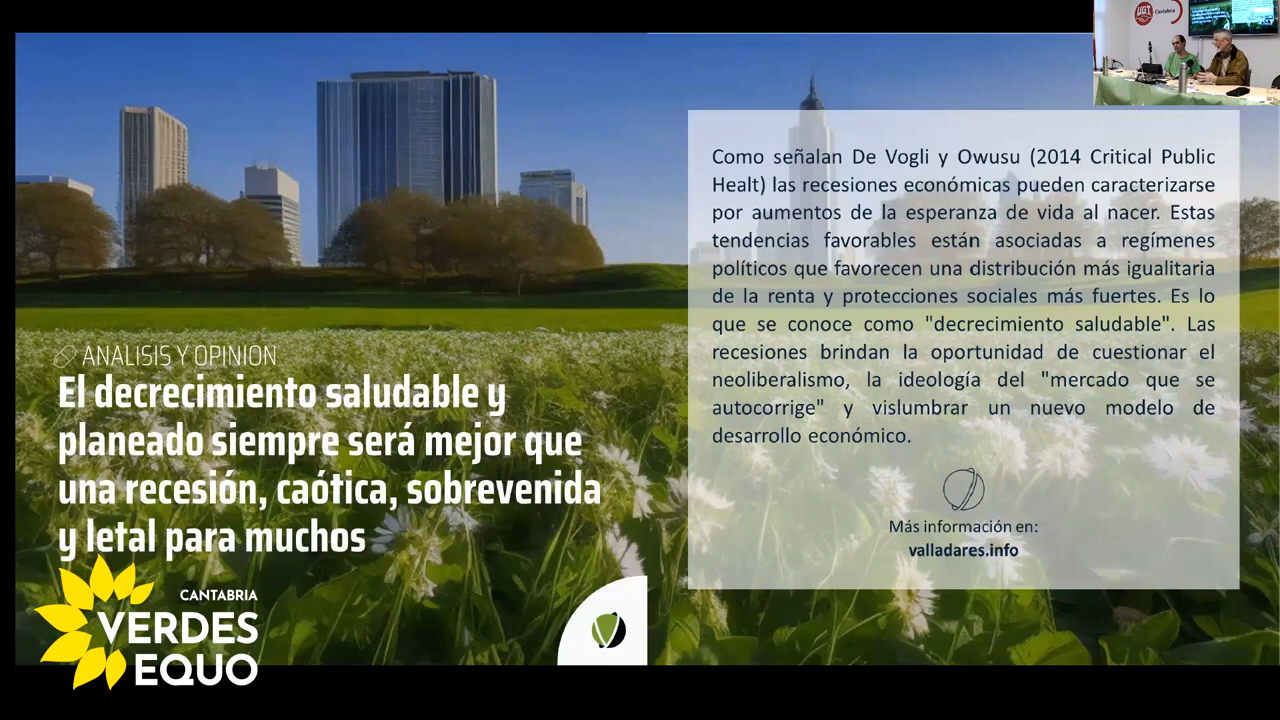 UGT
Cantabria
Como señalan De Vogli y Owusu (2014 Critical Public
Healt) las recesiones económicas pueden caracterizarse
por aumentos de la esperanza de vida al nacer. Estas
tendencias favorables están asociadas a regímenes
políticos que favorecen una distribución más igualitaria
de la renta y protecciones sociales más fuertes. Es lo
que se conoce como "decrecimiento saludable". Las
recesiones brindan la oportunidad de cuestionar el
neoliberalismo, la ideología del "mercado que se
autocorrige" y vislumbrar un nuevo modelo de
desarrollo económico.
Más información en:
valladares.info
ANALISIS Y OPINION
El decrecimiento saludable y
planeado siempre será mejor que
una recesión, caótica, sobrevenida
y letal para muchos
CANTABRIA
VERDES
EQUO